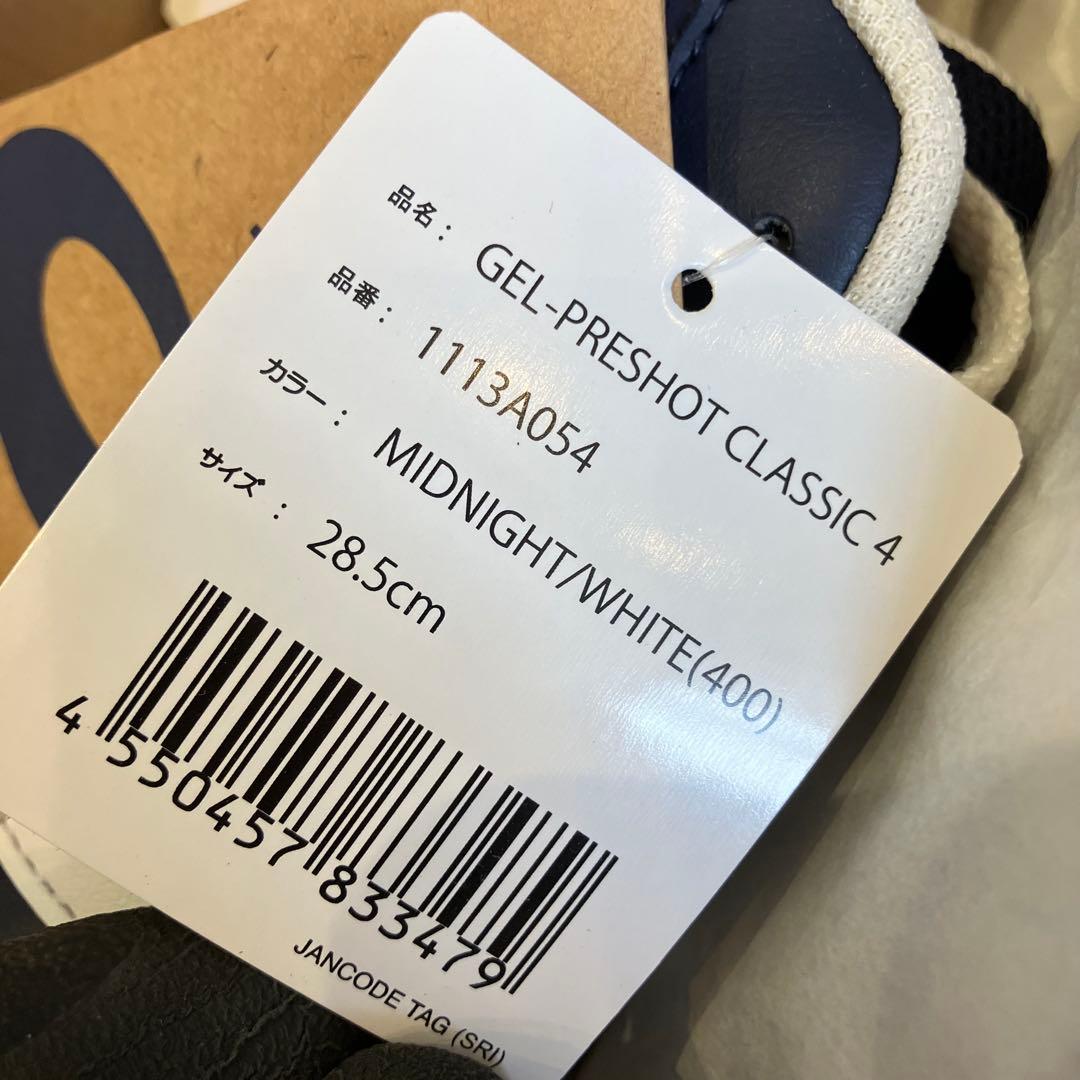 品名： GEL-PRESHOT CLASSIC 4
品番： 1113A054
カラー： MIDNIGHT/WHITE(400)
サイズ： 28.5cm
4 550457 833479
JANCODE TAG (SRI)